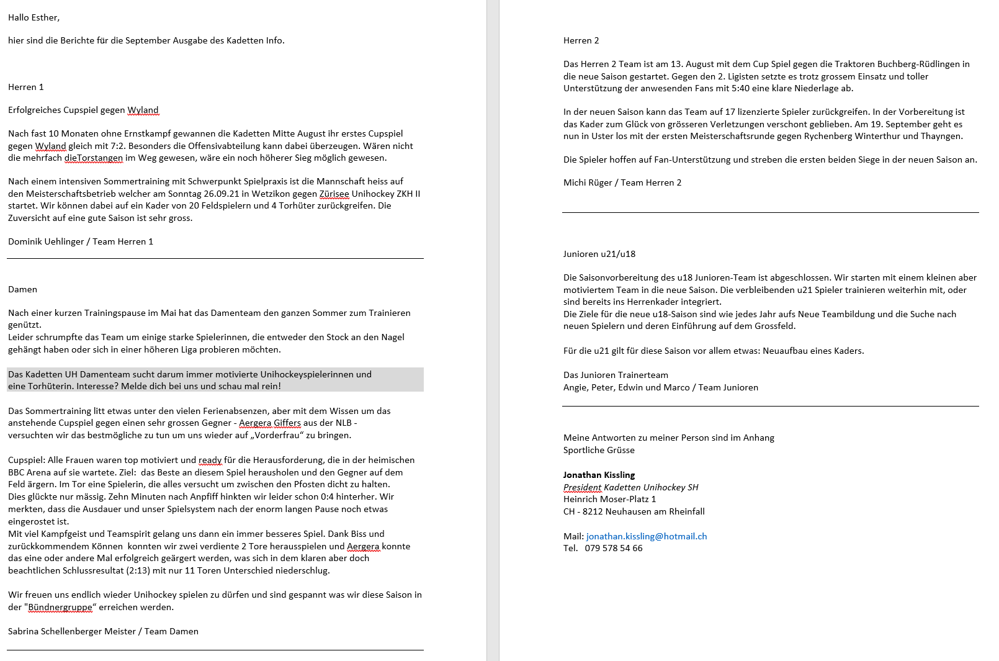 Hallo Esther,
hier sind die Berichte für die September Ausgabe des Kadetten Info.
Herren 1
Erfolgreiches Cupspiel gegen Wyland
Nach fast 10 Monaten ohne Ernstkampf gewannen die Kadetten Mitte August ihr erstes Cupspiel
gegen Wyland gleich mit 7:2. Besonders die Offensivabteilung kann dabei überzeugen. Wären nicht
die mehrfach dieTorstangen im Weg gewesen, wäre ein noch höherer Sieg möglich gewesen.
Nach einem intensiven Sommertraining mit Schwerpunkt Spielpraxis ist die Mannschaft heiss auf
den Meisterschaftsbetrieb welcher am Sonntag 26.09.21 in Wetzikon gegen Zürisee Unihockey ZKH II
startet. Wir können dabei auf ein Kader von 20 Feldspielern und 4 Torhüter zurückgreifen. Die
Zuversicht auf eine gute Saison ist sehr gross.
Dominik Uehlinger / Team Herren 1
Damen
Nach einer kurzen Trainingspause im Mai hat das Damenteam den ganzen Sommer zum Trainieren
genützt.
Leider schrumpfte das Team um einige starke Spielerinnen, die entweder den Stock an den Nagel
gehängt haben oder sich in einer höheren Liga probieren möchten.
Das Kadetten UH Damenteam sucht darum immer motivierte Unihockeyspielerinnen und
eine Torhüterin. Interesse? Melde dich bei uns und schau mal rein!
Das Sommertraining litt etwas unter den vielen Ferienabsenzen, aber mit dem Wissen um das
anstehende Cupspiel gegen einen sehr grossen Gegner - Aergera Giffers aus der NLB -
versuchten wir das bestmögliche zu tun um uns wieder auf „Vorderfrau“ zu bringen.
Cupspiel: Alle Frauen waren top motiviert und ready für die Herausforderung, die in der heimischen
BBC Arena auf sie wartete. Ziel:  das Beste an diesem Spiel herausholen und den Gegner auf dem
Feld ärgern. Im Tor eine Spielerin, die alles versucht um zwischen den Pfosten dicht zu halten.
Dies glückte nur mässig. Zehn Minuten nach Anpfiff hinkten wir leider schon 0:4 hinterher. Wir
merkten, dass die Ausdauer und unser Spielsystem nach der enorm langen Pause noch etwas
eingerostet ist.
Mit viel Kampfgeist und Teamspirit gelang uns dann ein immer besseres Spiel. Dank Biss und
zurückkommendem Können  konnten wir zwei verdiente 2 Tore herausspielen und Aergera konnte
das eine oder andere Mal erfolgreich geärgert werden, was sich in dem klaren aber doch
beachtlichen Schlussresultat (2:13) mit nur 11 Toren Unterschied niederschlug.
Wir freuen uns endlich wieder Unihockey spielen zu dürfen und sind gespannt was wir diese Saison in
der "Bündnergruppe“ erreichen werden.
Sabrina Schellenberger Meister / Team Damen
Herren 2
Das Herren 2 Team ist am 13. August mit dem Cup Spiel gegen die Traktoren Buchberg-Rüdlingen in
die neue Saison gestartet. Gegen den 2. Ligisten setzte es trotz grossem Einsatz und toller
Unterstützung der anwesenden Fans mit 5:40 eine klare Niederlage ab.
In der neuen Saison kann das Team auf 17 lizenzierte Spieler zurückgreifen. In der Vorbereitung ist
das Kader zum Glück von grösseren Verletzungen verschont geblieben. Am 19. September geht es
nun in Uster los mit der ersten Meisterschaftsrunde gegen Rychenberg Winterthur und Thayngen.
Die Spieler hoffen auf Fan-Unterstützung und streben die ersten beiden Siege in der neuen Saison an.
Michi Rüger / Team Herren 2
Junioren u21/u18
Die Saisonvorbereitung des u18 Junioren-Team ist abgeschlossen. Wir starten mit einem kleinen aber
motiviertem Team in die neue Saison. Die verbleibenden u21 Spieler trainieren weiterhin mit, oder
sind bereits ins Herrenkader integriert.
Die Ziele für die neue u18-Saison sind wie jedes Jahr aufs Neue Teambildung und die Suche nach
neuen Spielern und deren Einführung auf dem Grossfeld.
Für die u21 gilt für diese Saison vor allem etwas: Neuaufbau eines Kaders.
Das Junioren Trainerteam
Angie, Peter, Edwin und Marco / Team Junioren
Meine Antworten zu meiner Person sind im Anhang
Sportliche Grüsse
Jonathan Kissling
President Kadetten Unihockey SH
Heinrich Moser-Platz 1
CH - 8212 Neuhausen am Rheinfall
Mail: jonathan.kissling@hotmail.ch
Tel.   079 578 54 66